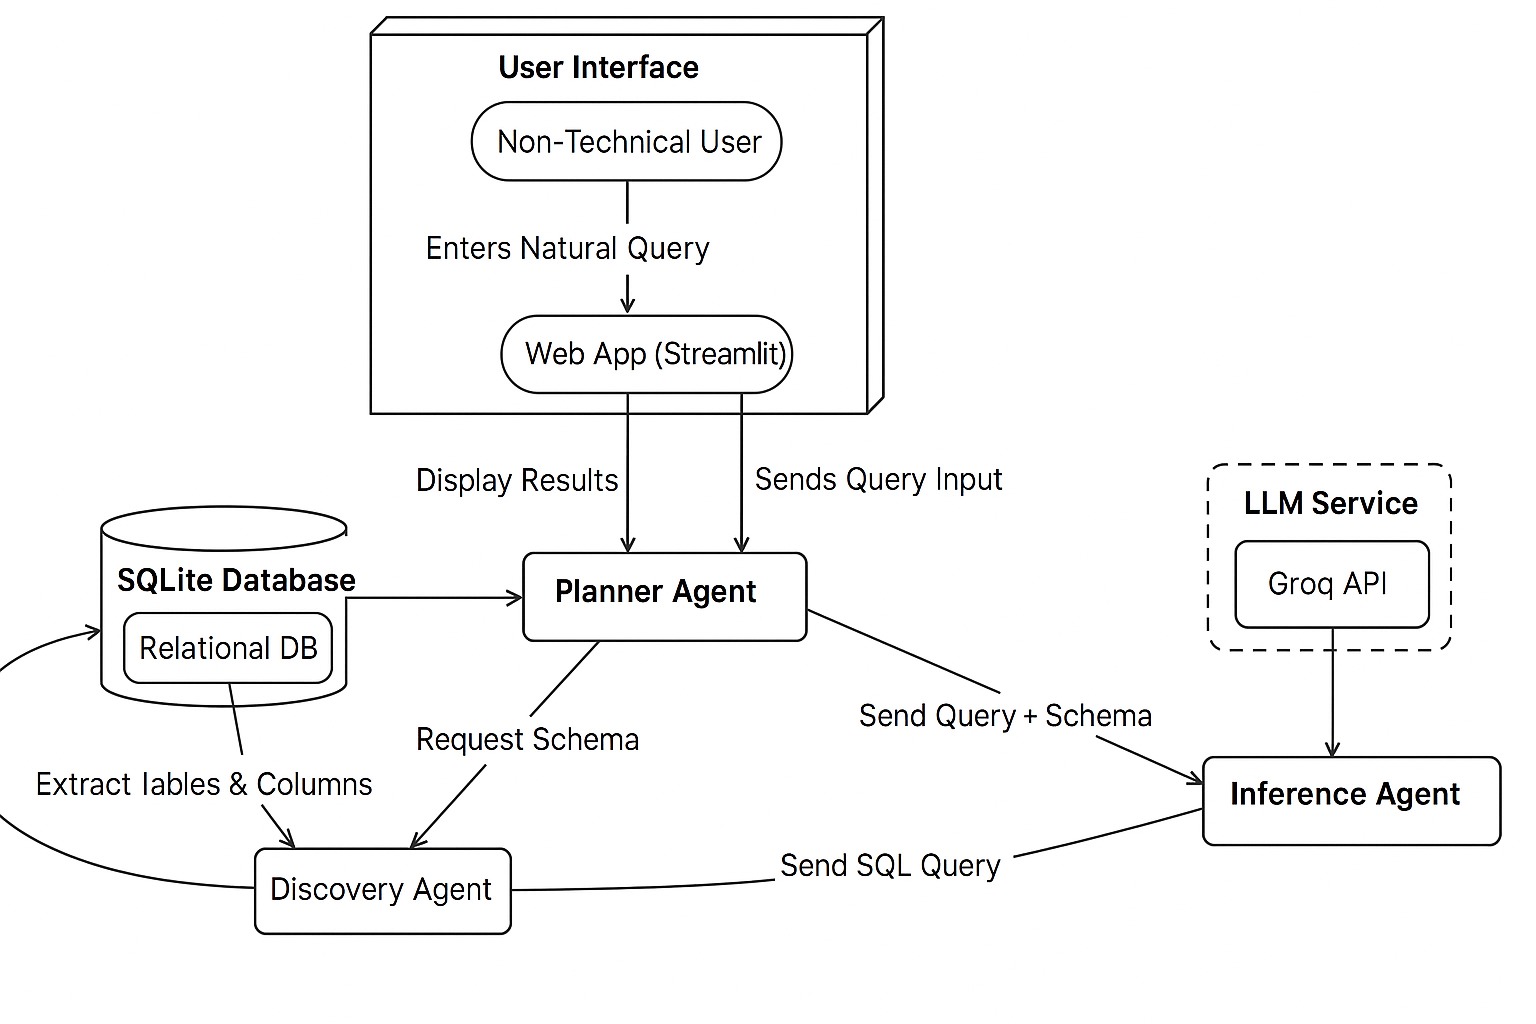 User Interface
Non-Technical User
Enters Natural Query
Web App (Streamlit)
Display Results
Sends Query Input
LLM Service
Groq API
SQLite Database
Relational DB
Planner Agent
Request Schema
Send Query + Schema
Extract Iables & Columns
Inference Agent
Send SQL Query
Discovery Agent